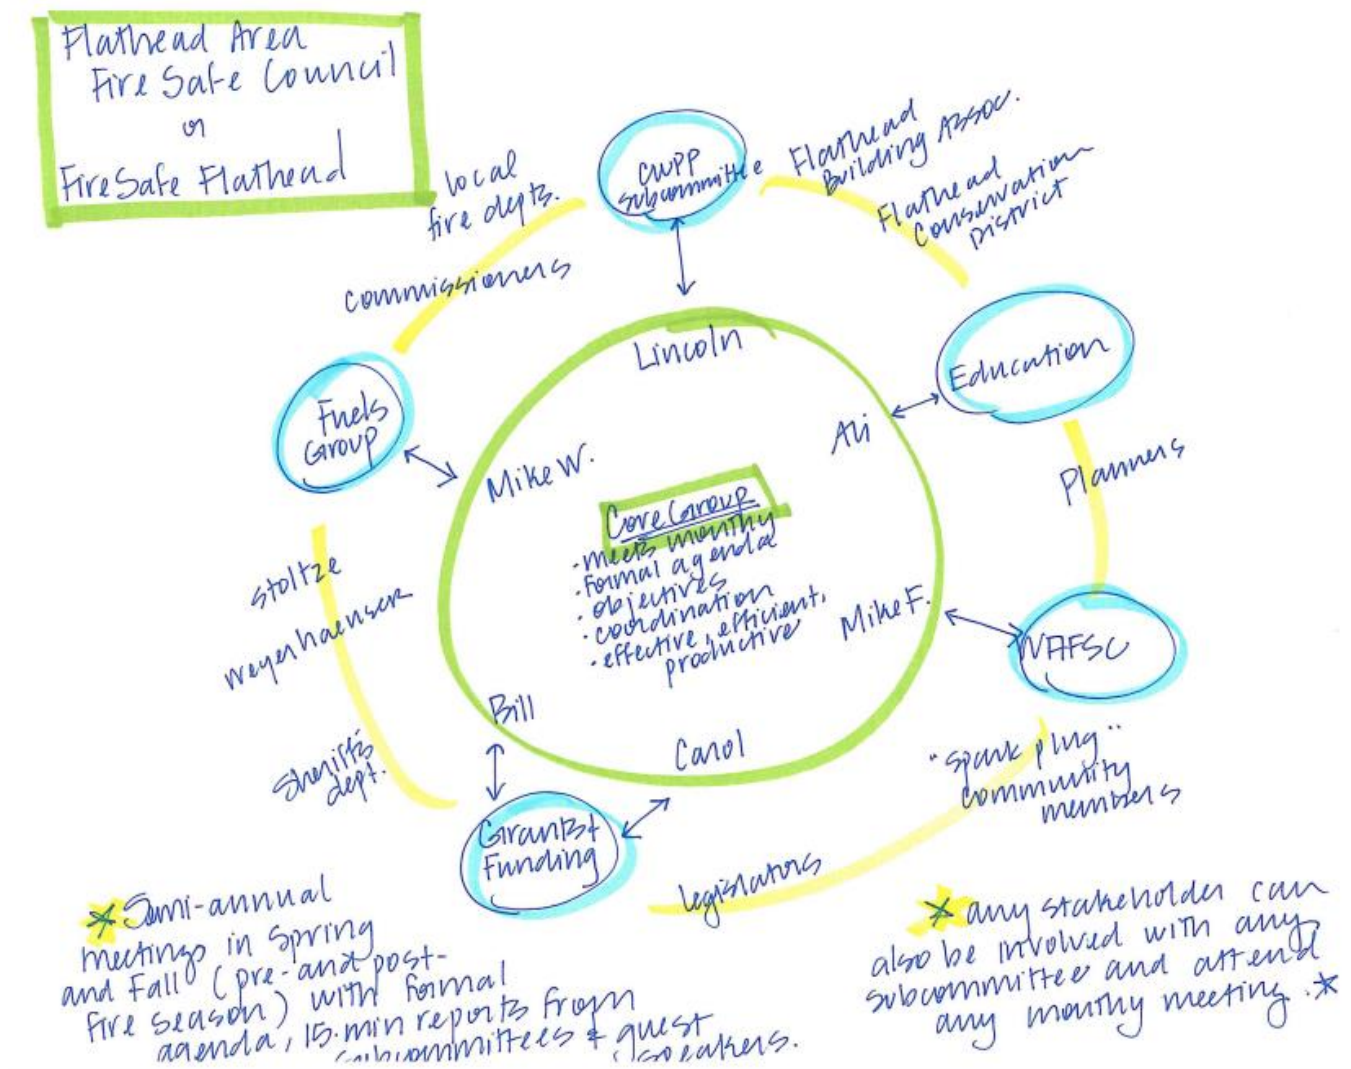 Flathead Area
Fire Safe Council
or
FireSafe Flathead
local
fire depts.
commissioners
CWPP
subcommittee
Flathead
Building Assoc.
Flathead
Conservation
District
Fuels
Group
Lincoln
Education
Ali
Mike W.
Planners
Core Group
· meets monthly
· formal agenda
· objectives
· coordination
· effective, efficient,
productive
Mike F.
WAFSC
Stoltze
Weyerhaeuser
Sheriff's
dept.
Bill
Carol
Grants +
Funding
"Spark plug"
community
members
legislators
* Semi-annual
meetings in Spring
and Fall (pre- and post-
fire season) with formal
agenda, 15.min reports from
subcommittees + guest
speakers.
* any stakeholder can
also be involved with any
subcommittee and attend
any monthly meeting. *